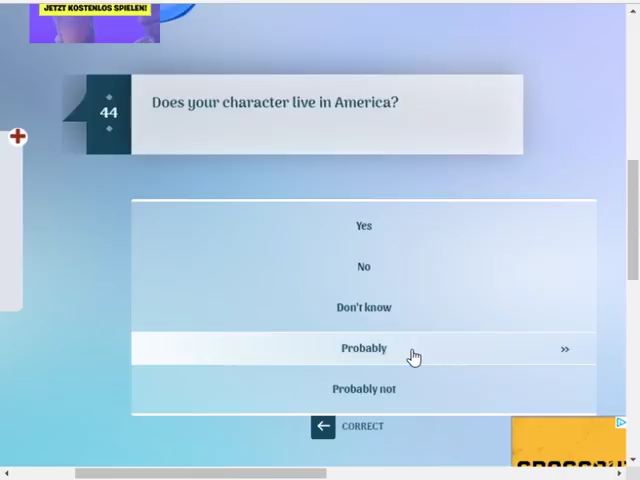 JETZT KOSTENLOS SPIELEN!
44
Does your character live in America?
Yes
No
Don't know
Probably
Probably not
CORRECT